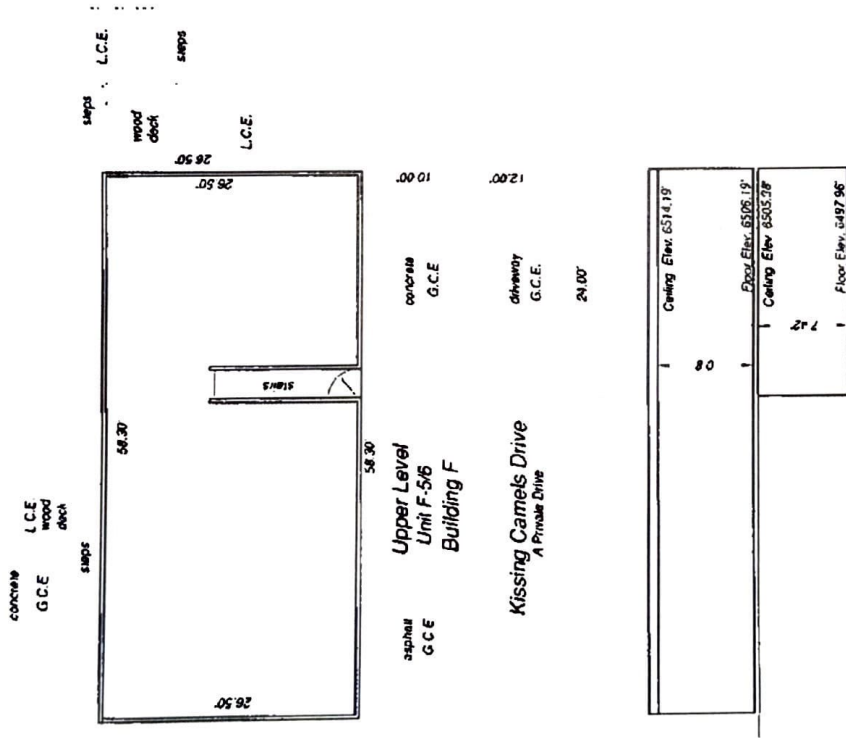 L.C.E.
steps
steps
wood
deck
L.C.E.
26.50'
26.50'
concrete
G.C.E
L.C.E.
wood
deck
steps
58.30'
stairs
58.30'
26.50'
concrete
G.C.E
10.00'
driveway
G.C.E.
12.00'
24.00'
asphalt
G C E
Upper Level
Unit F-5/6
Building F
Kissing Camels Drive
A Private Drive
Ceiling Elev. 6514.19'
8.0
Floor Elev. 6506.19'
Ceiling Elev 6505.38'
7.42'
Floor Elev. 6497.96'